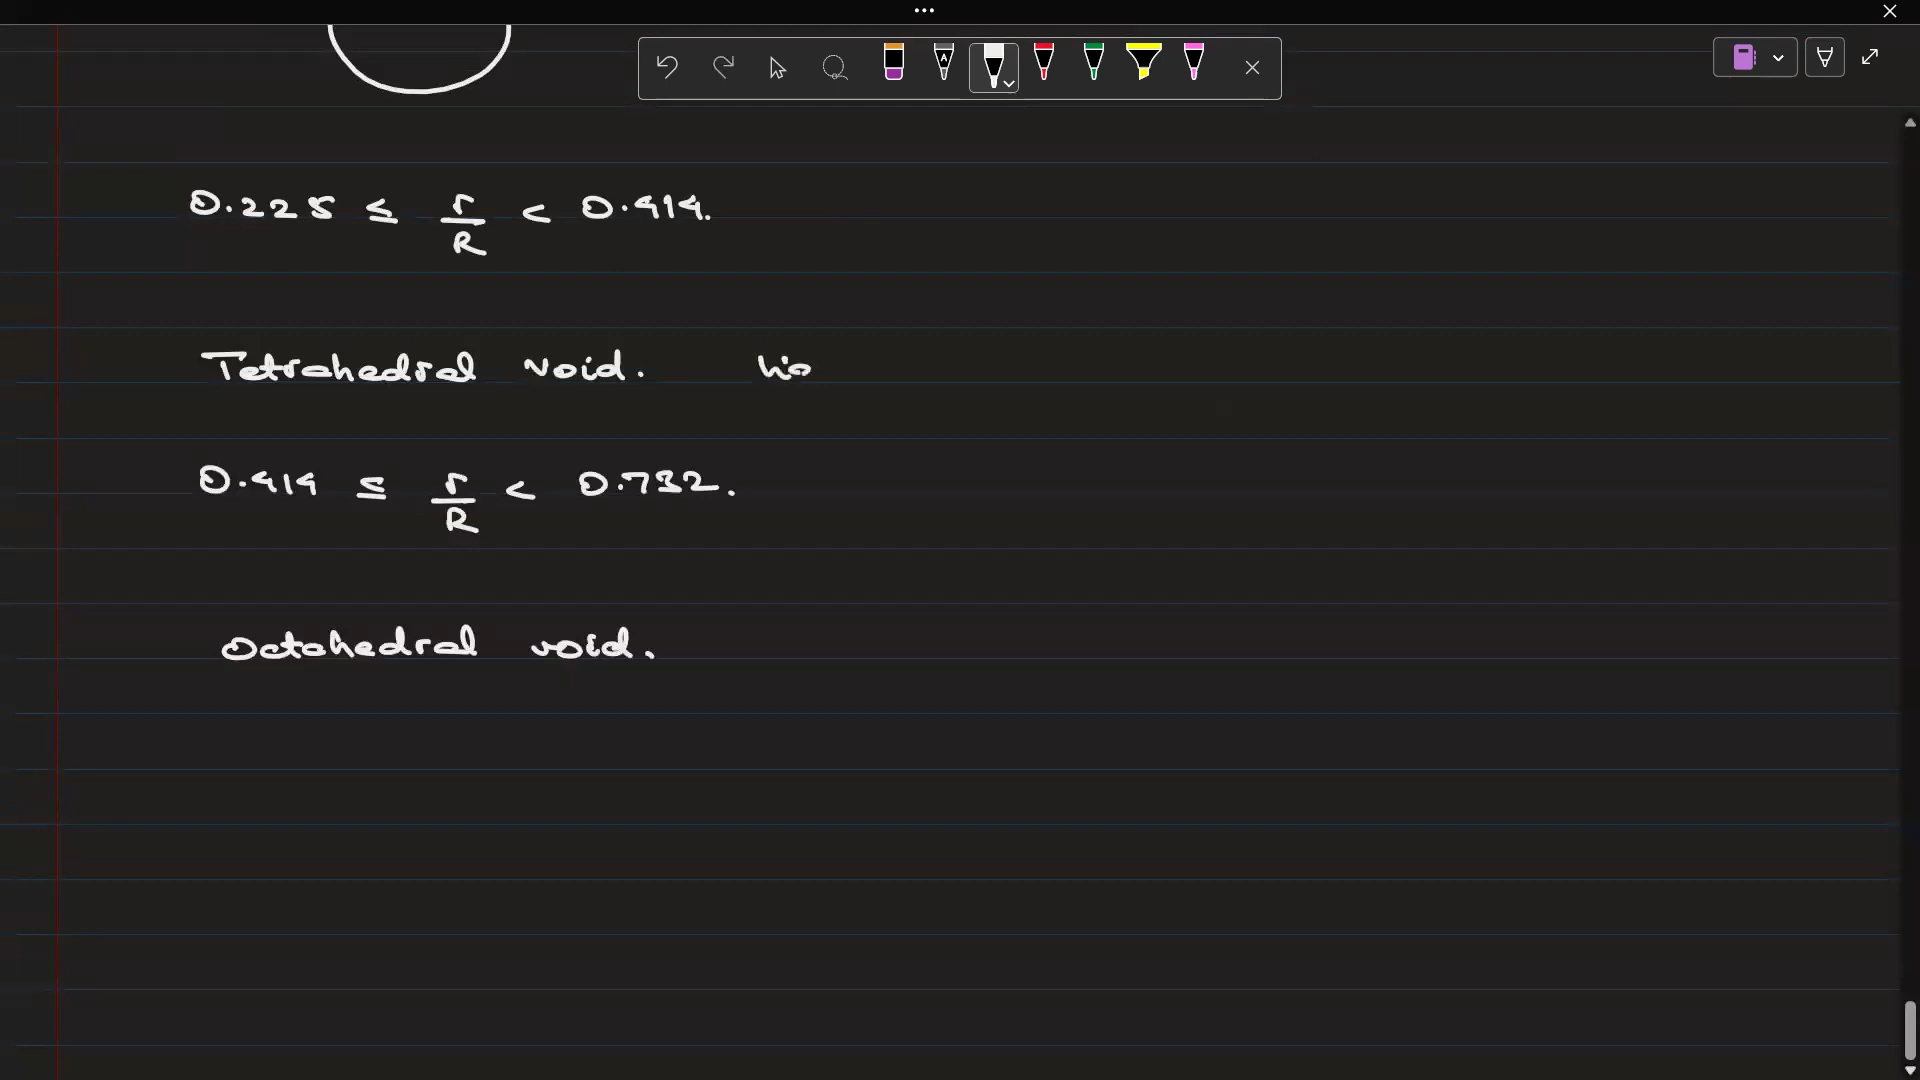 0.225 ≤ r/R < 0.414.
Tetrahedral void.
0.414 ≤ r/R < 0.732.
Octahedral void.